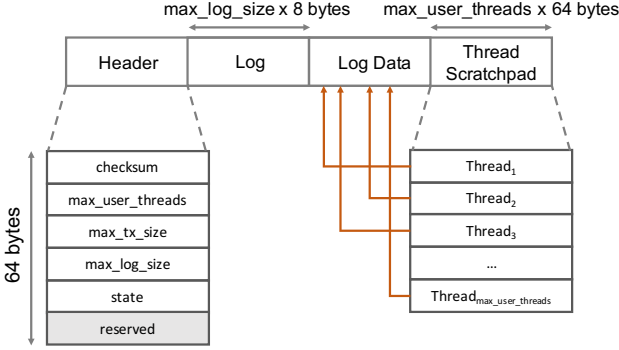 max_log_size x 8 bytes
max_user_threads x 64 bytes
Header
Log
Log Data
Thread
Scratchpad
64 bytes
checksum
max_user_threads
max_tx_size
max_log_size
state
reserved
Thread1
Thread2
Thread3
...
Threadmax_user_threads